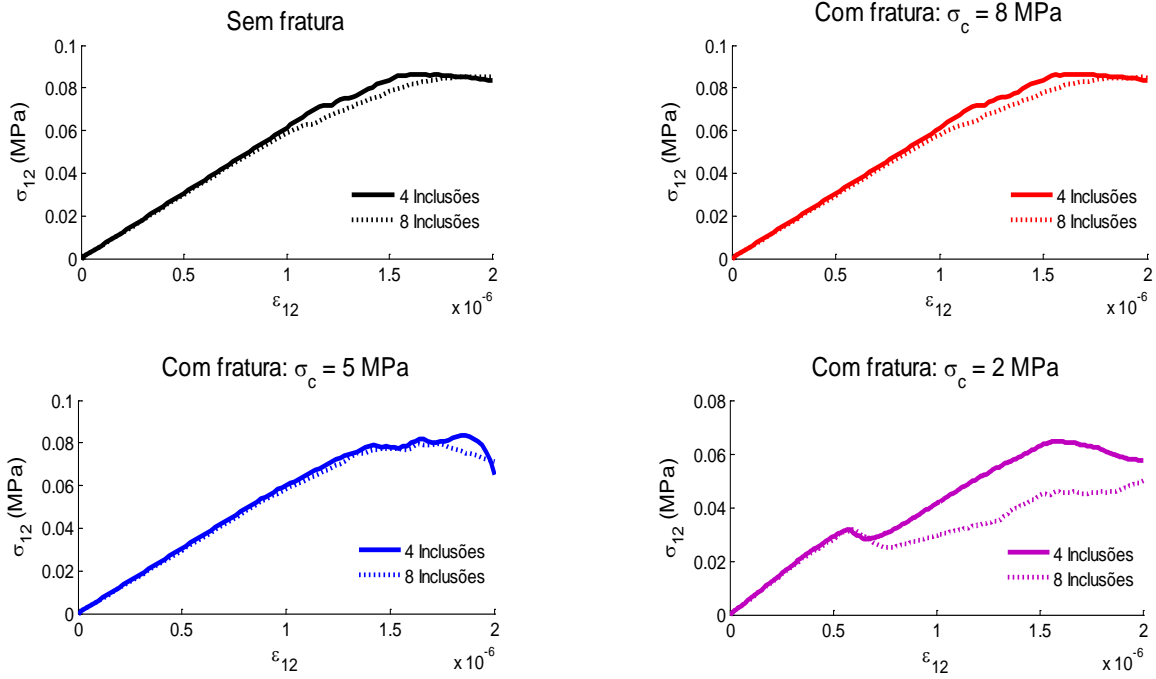 Sem fratura
0.1
0.08
0.06
0.04
0.02
0
σ12 (MPa)
4 Inclusões
8 Inclusões
0 0.5 1 1.5 2
ε12
x 10-6
Com fratura: σc = 8 MPa
0.1
0.08
0.06
0.04
0.02
0
σ12 (MPa)
4 Inclusões
8 Inclusões
0 0.5 1 1.5 2
ε12
x 10-6
Com fratura: σc = 5 MPa
0.1
0.08
0.06
0.04
0.02
0
σ12 (MPa)
4 Inclusões
8 Inclusões
0 0.5 1 1.5 2
ε12
x 10-6
Com fratura: σc = 2 MPa
0.08
0.06
0.04
0.02
0
σ12 (MPa)
4 Inclusões
8 Inclusões
0 0.5 1 1.5 2
ε12
x 10-6